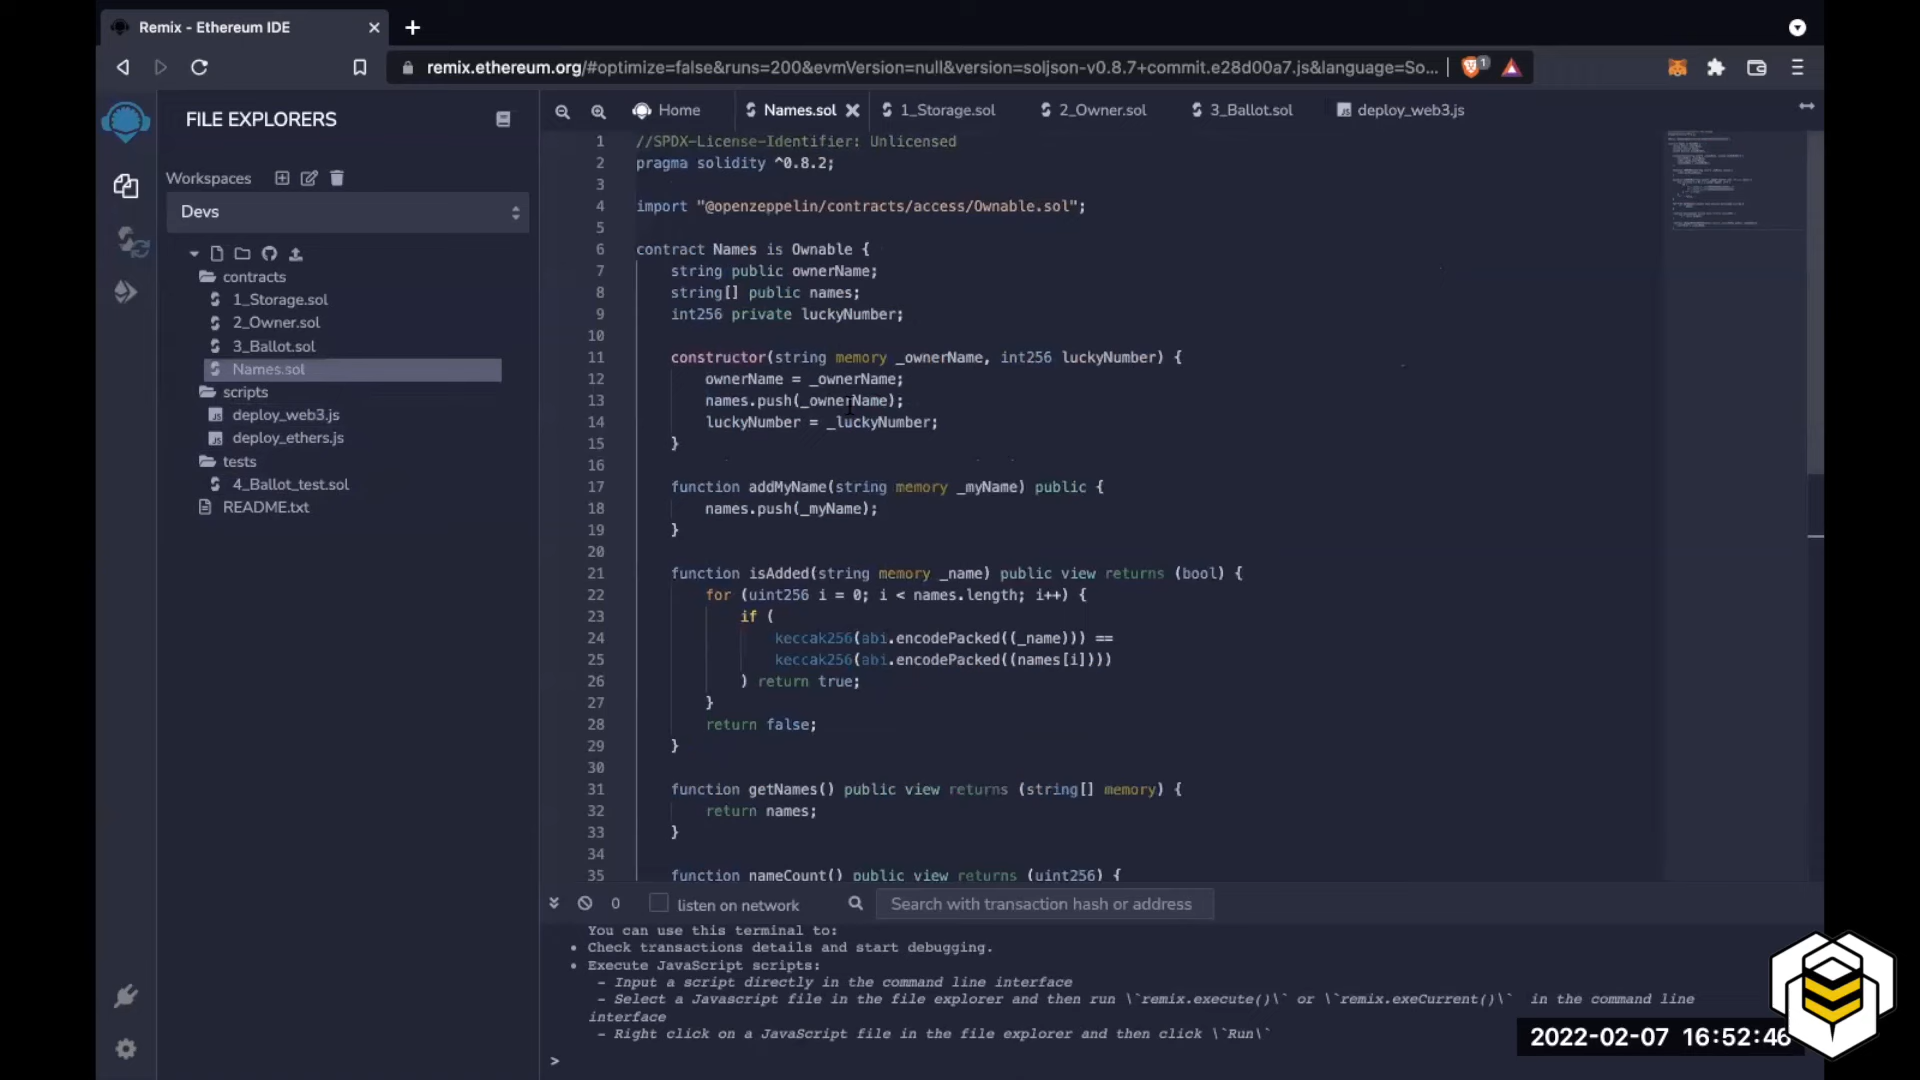 Remix - Ethereum IDE
remix.ethereum.org/#optimize=false&runs=200&evmVersion=null&version=soljson-v0.8.7+commit.e28d00a7.js&language=So...
1
FILE EXPLORERS
Workspaces
Devs
contracts
1_Storage.sol
2_Owner.sol
3_Ballot.sol
Names.sol
scripts
deploy_web3.js
deploy_ethers.js
tests
4_Ballot_test.sol
README.txt
Home
Names.sol
1_Storage.sol
2_Owner.sol
3_Ballot.sol
deploy_web3.js
1 //SPDX-License-Identifier: Unlicensed
2 pragma solidity ^0.8.2;
3
4 import "@openzeppelin/contracts/access/Ownable.sol";
5
6 contract Names is Ownable {
7 string public ownerName;
8 string[] public names;
9 int256 private luckyNumber;
10
11 constructor(string memory _ownerName, int256 luckyNumber) {
12 ownerName = _ownerName;
13 names.push(_ownerName);
14 luckyNumber = _luckyNumber;
15 }
16
17 function addMyName(string memory _myName) public {
18 names.push(_myName);
19 }
20
21 function isAdded(string memory _name) public view returns (bool) {
22 for (uint256 i = 0; i < names.length; i++) {
23 if (
24 keccak256(abi.encodePacked((_name))) ==
25 keccak256(abi.encodePacked((names[i])))
26 ) return true;
27 }
28 return false;
29 }
30
31 function getNames() public view returns (string[] memory) {
32 return names;
33 }
34
35 function nameCount() public view returns (uint256) {
0
listen on network
Search with transaction hash or address
You can use this terminal to:
• Check transactions details and start debugging.
• Execute JavaScript scripts:
- Input a script directly in the command line interface
- Select a Javascript file in the file explorer and then run \`remix.execute()\` or \`remix.exeCurrent()\` in the command line
interface
- Right click on a JavaScript file in the file explorer and then click \`Run\`
>
2022-02-07 16:52:46